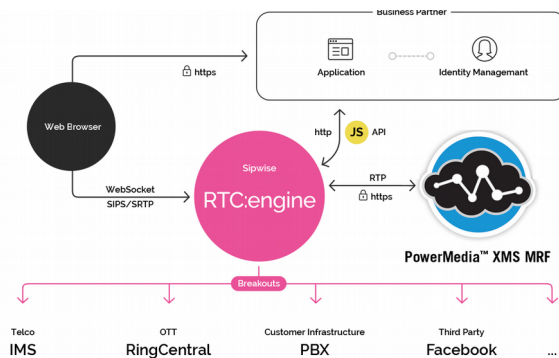 Business Partner
https
Application
Identity Management
Web Browser
http
JS
API
Sipwise
RTC:engine
WebSocket
SIPS/SRTP
RTP
https
PowerMedia™ XMS MRF
Breakouts
Telco
OTT
Customer Infrastructure
Third Party
IMS
RingCentral
PBX
Facebook
...